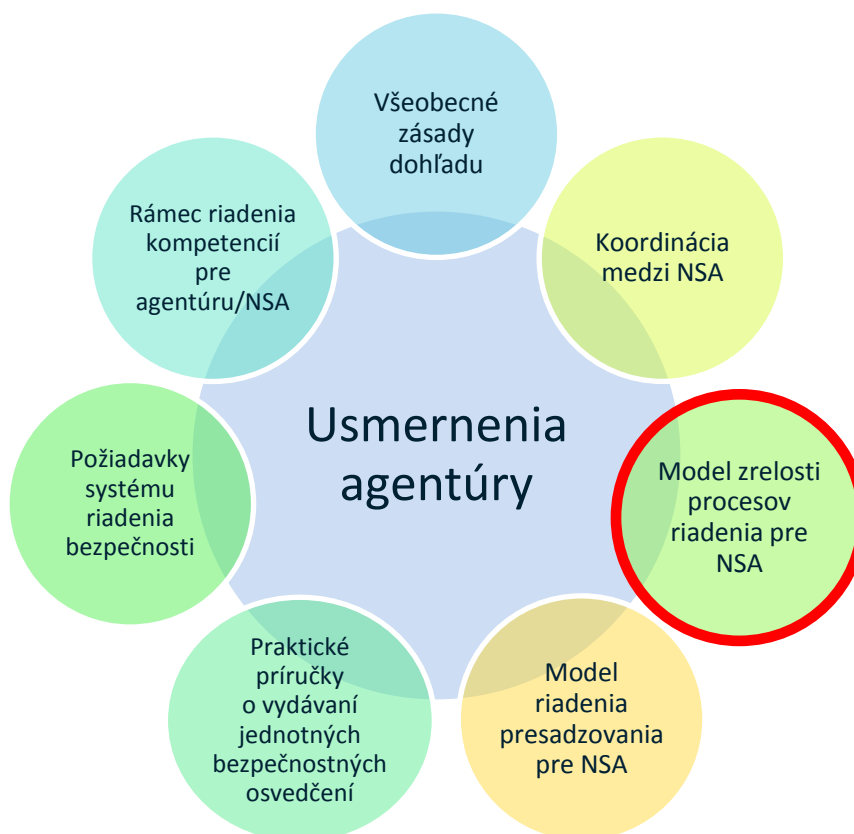 Všeobecné
zásady
dohľadu
Koordinácia
medzi NSA
Model zrelosti
procesov
riadenia pre
NSA
Model
riadenia
presadzovania
pre NSA
Praktické
príručky
o vydávaní
jednotných
bezpečnostných
osvedčení
Požiadavky
systému
riadenia
bezpečnosti
Rámec riadenia
kompetencií
pre
agentúru/NSA
Usmernenia
agentúry